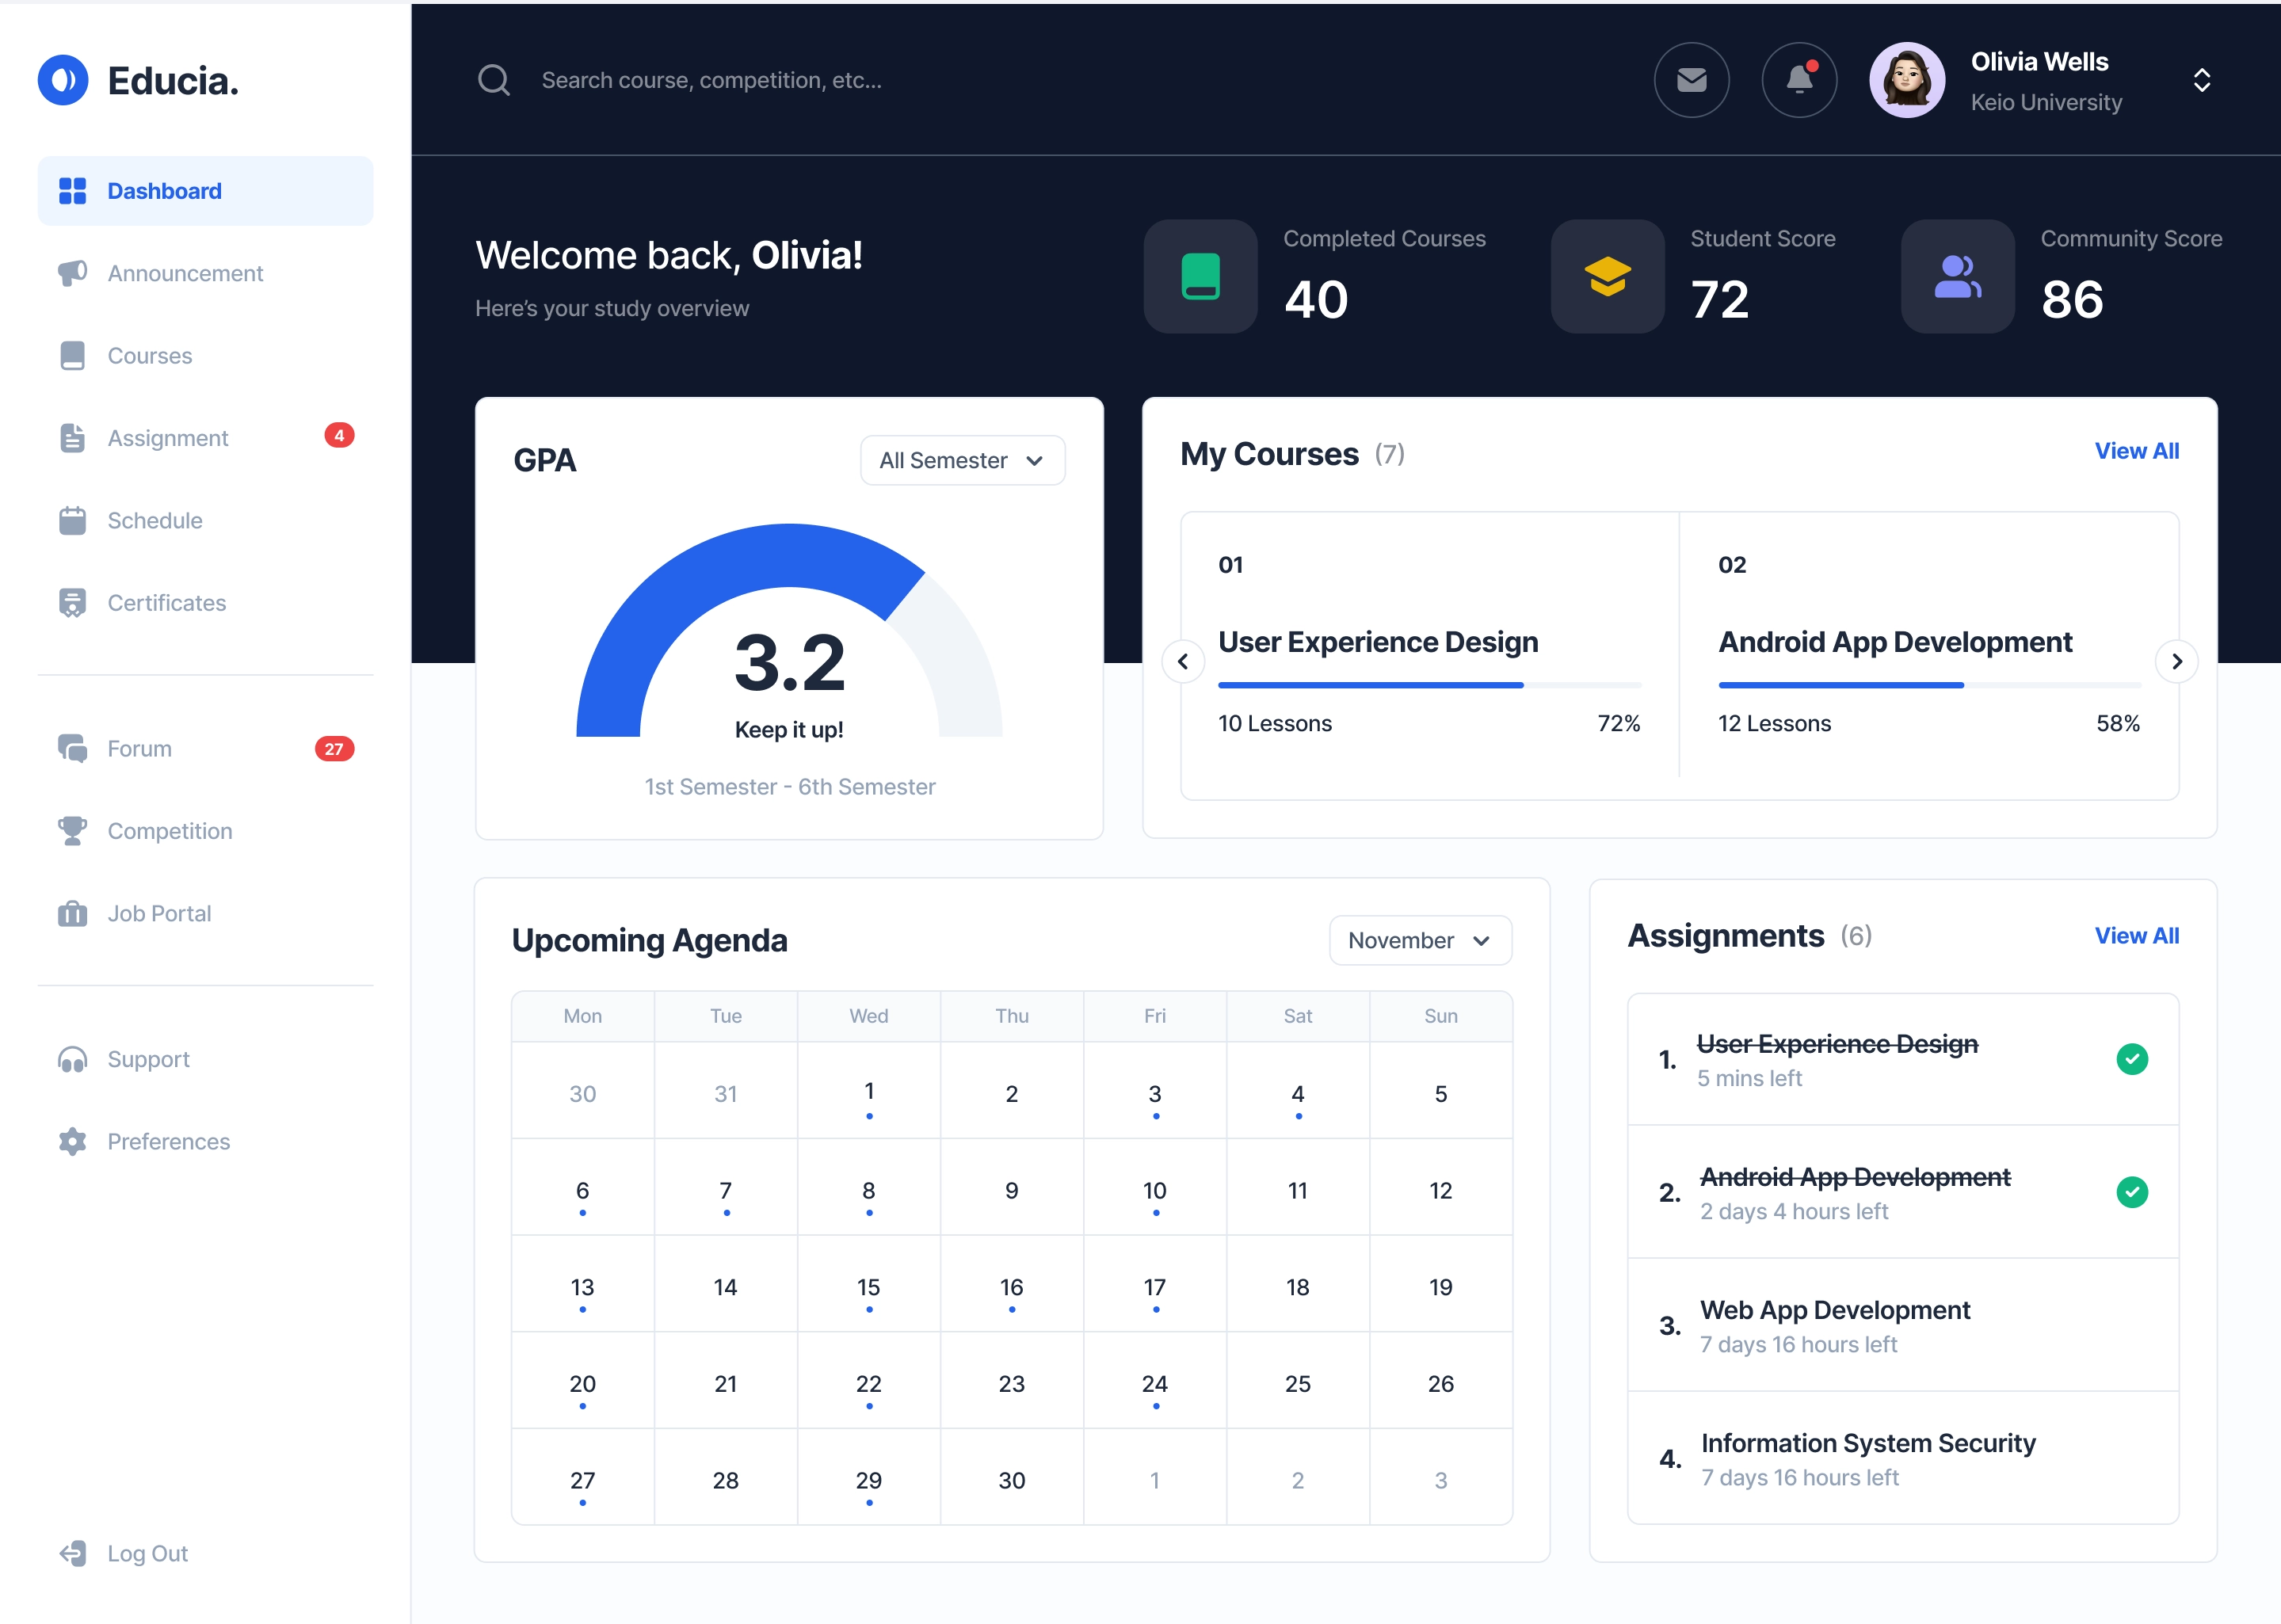 Educia.
Dashboard
Announcement
Courses
Assignment 4
Schedule
Certificates
Forum 27
Competition
Job Portal
Support
Preferences
Log Out
Search course, competition, etc...
Olivia Wells
Keio University
Welcome back, Olivia!
Here’s your study overview
Completed Courses
40
Student Score
72
Community Score
86
GPA
All Semester
3.2
Keep it up!
1st Semester - 6th Semester
My Courses (7)
View All
01
User Experience Design
10 Lessons 72%
02
Android App Development
12 Lessons 58%
Upcoming Agenda
November
Mon Tue Wed Thu Fri Sat Sun
30 31 1 2 3 4 5
6 7 8 9 10 11 12
13 14 15 16 17 18 19
20 21 22 23 24 25 26
27 28 29 30 1 2 3
Assignments (6)
View All
1. User Experience Design
5 mins left
2. Android App Development
2 days 4 hours left
3. Web App Development
7 days 16 hours left
4. Information System Security
7 days 16 hours left